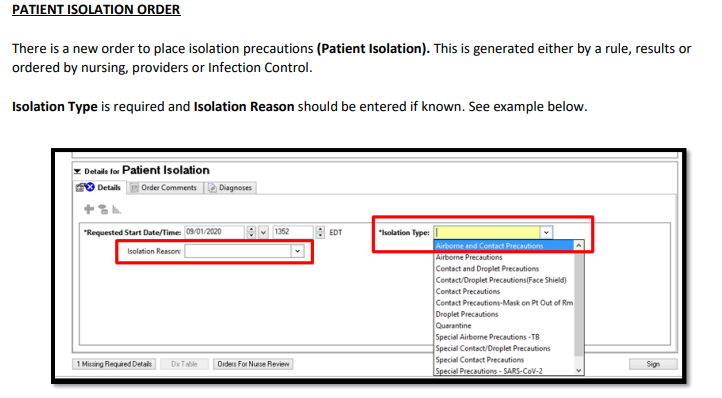 PATIENT ISOLATION ORDER
There is a new order to place isolation precautions (Patient Isolation). This is generated either by a rule, results or
ordered by nursing, providers or Infection Control.
Isolation Type is required and Isolation Reason should be entered if known. See example below.
Details for Patient Isolation
Details Order Comments Diagnoses
*Requested Start Date/Time: 09/01/2020 1352 EDT *Isolation Type:
Isolation Reason:
Airborne and Contact Precautions
Airborne Precautions
Contact and Droplet Precautions
Contact/Droplet Precautions(Face Shield)
Contact Precautions
Contact Precautions-Mask on Pt Out of Rm
Droplet Precautions
Quarantine
Special Airborne Precautions -TB
Special Contact/Droplet Precautions
Special Contact Precautions
Special Precautions - SARS-CoV-2
1 Missing Required Details Dx Table Orders For Nurse Review Sign